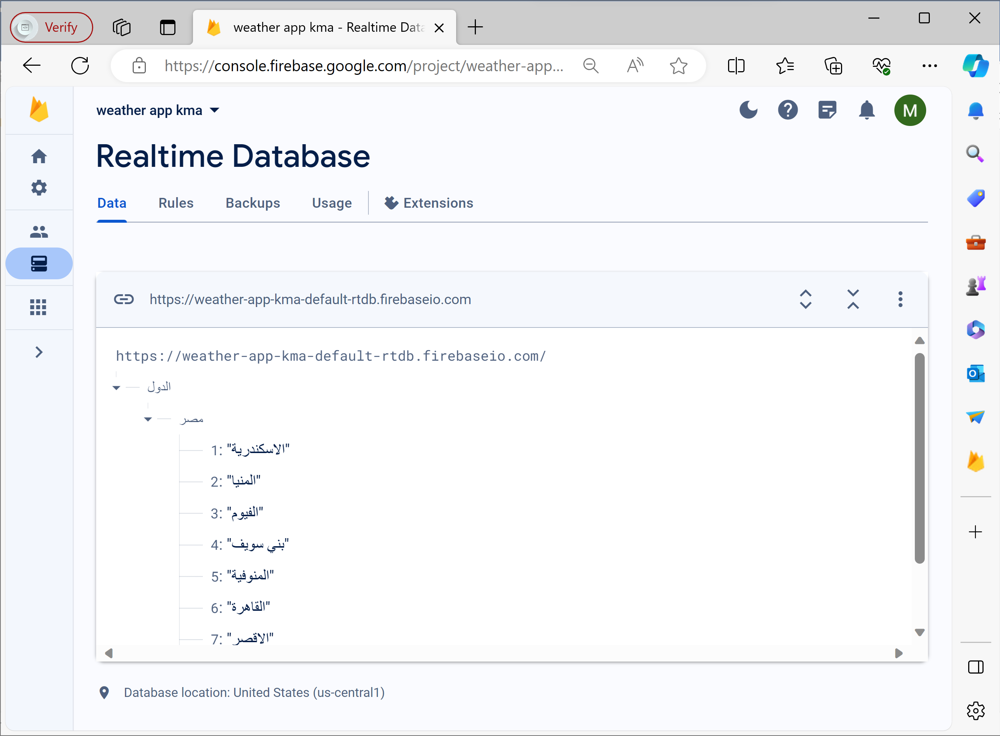 Verify
weather app kma - Realtime Data
https://console.firebase.google.com/project/weather-app...
weather app kma
M
Realtime Database
Data Rules Backups Usage Extensions
https://weather-app-kma-default-rtdb.firebaseio.com
https://weather-app-kma-default-rtdb.firebaseio.com/
الدول
مصر
1: "الاسكندرية"
2: "المنيا"
3: "الفيوم"
4: "بني سويف"
5: "المنوفية"
6: "القاهرة"
7: "الاقصر"
Database location: United States (us-central1)